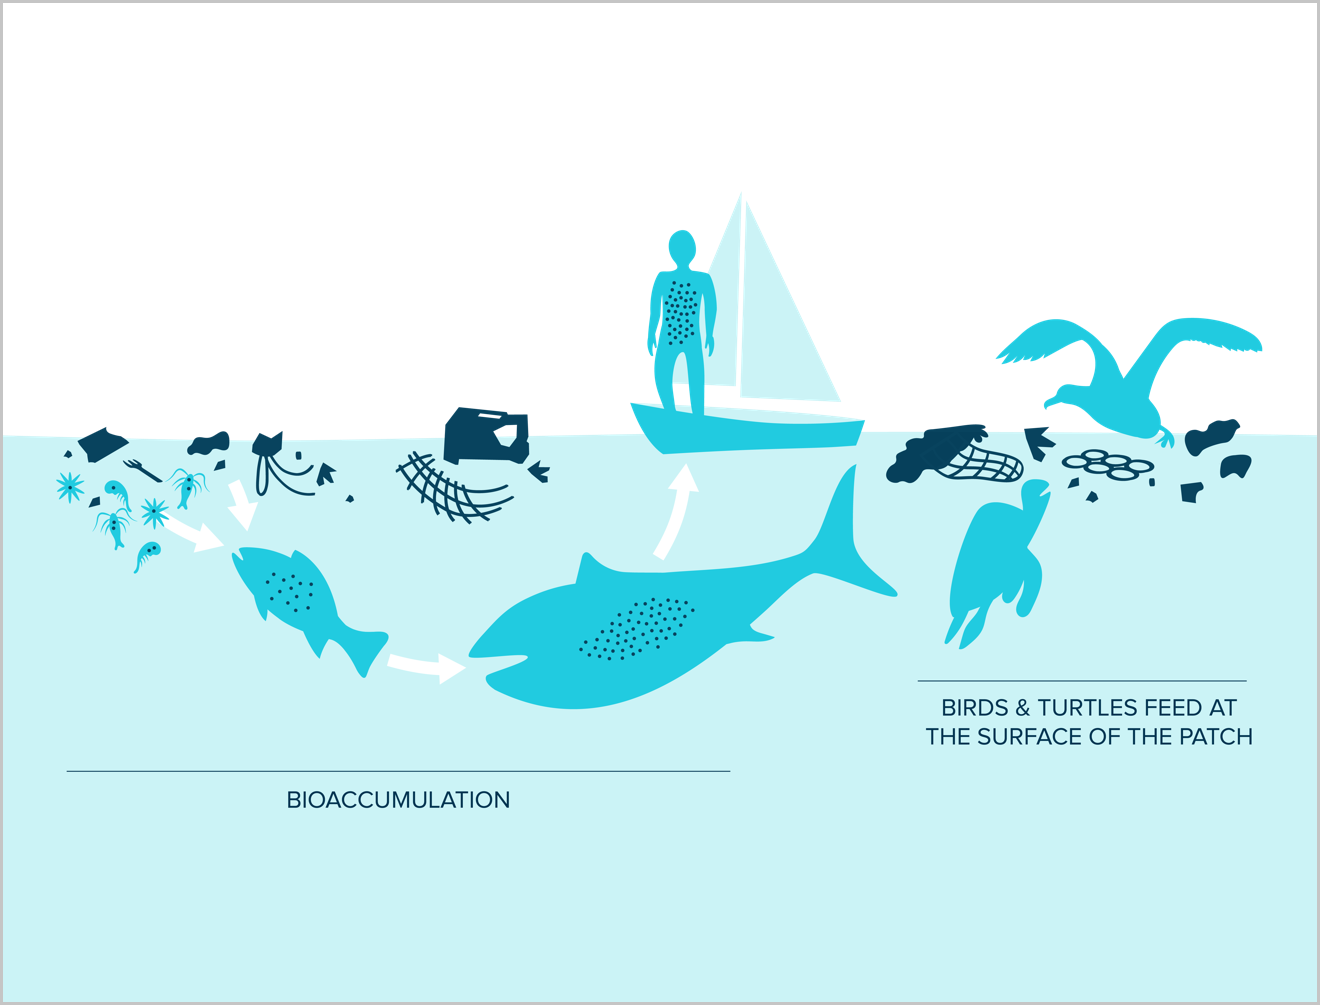 BIRDS & TURTLES FEED AT
THE SURFACE OF THE PATCH
BIOACCUMULATION